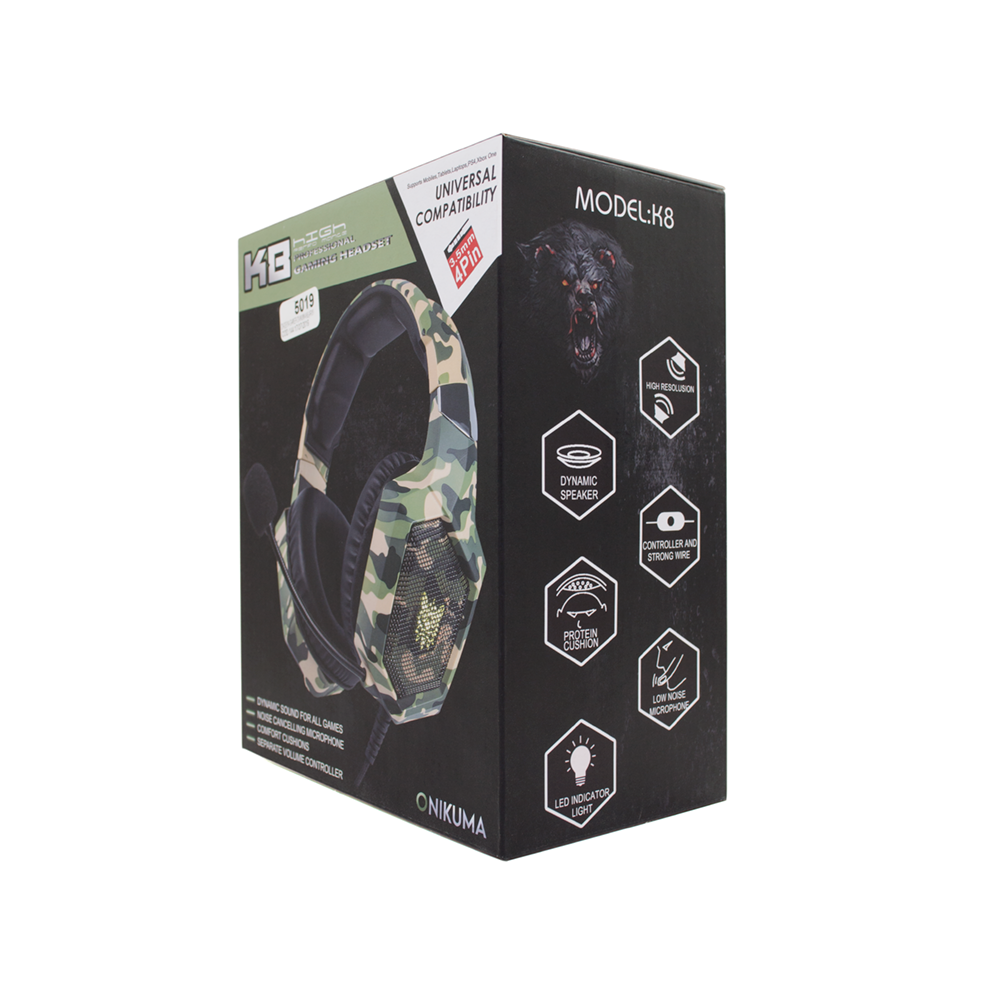 Supports Mobiles,Tablets,Laptops,PS4,Xbox One
UNIVERSAL
COMPATIBILITY
3.5mm
4Pin
K8
HIGH
PROFESSIONAL
GAMING HEADSET
5019
DYNAMIC SOUND FOR ALL GAMES
NOISE CANCELLING MICROPHONE
COMFORT CUSHIONS
SEPARATE VOLUME CONTROLLER
ONIKUMA
MODEL:K8
HIGH RESOLUSION
DYNAMIC
SPEAKER
CONTROLLER AND
STRONG WIRE
PROTEIN
CUSHION
LOW NOISE
MICROPHONE
LED INDICATOR
LIGHT